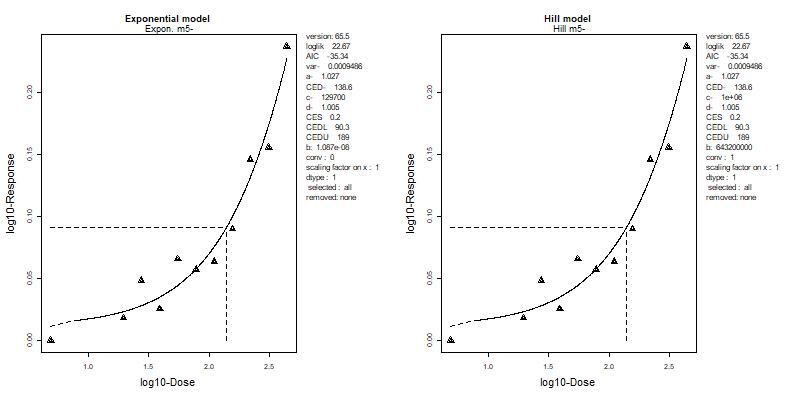 Exponential model
Expon. m5-
version: 65.5
loglik 22.67
AIC -35.34
var- 0.0009486
a- 1.027
CED- 138.6
c- 129700
d- 1.005
CES 0.2
CEDL 90.3
CEDU 189
b: 1.087e-08
conv : 0
scaling factor on x : 1
dtype : 1
selected : all
removed: none
log10-Response
0.00
0.05
0.10
0.15
0.20
1.0 1.5 2.0 2.5
log10-Dose
Hill model
Hill m5-
version: 65.5
loglik 22.67
AIC -35.34
var- 0.0009486
a- 1.027
CED- 138.6
c- 1e+06
d- 1.005
CES 0.2
CEDL 90.3
CEDU 189
b: 643200000
conv : 1
scaling factor on x : 1
dtype : 1
selected : all
removed: none
log10-Response
0.00
0.05
0.10
0.15
0.20
1.0 1.5 2.0 2.5
log10-Dose